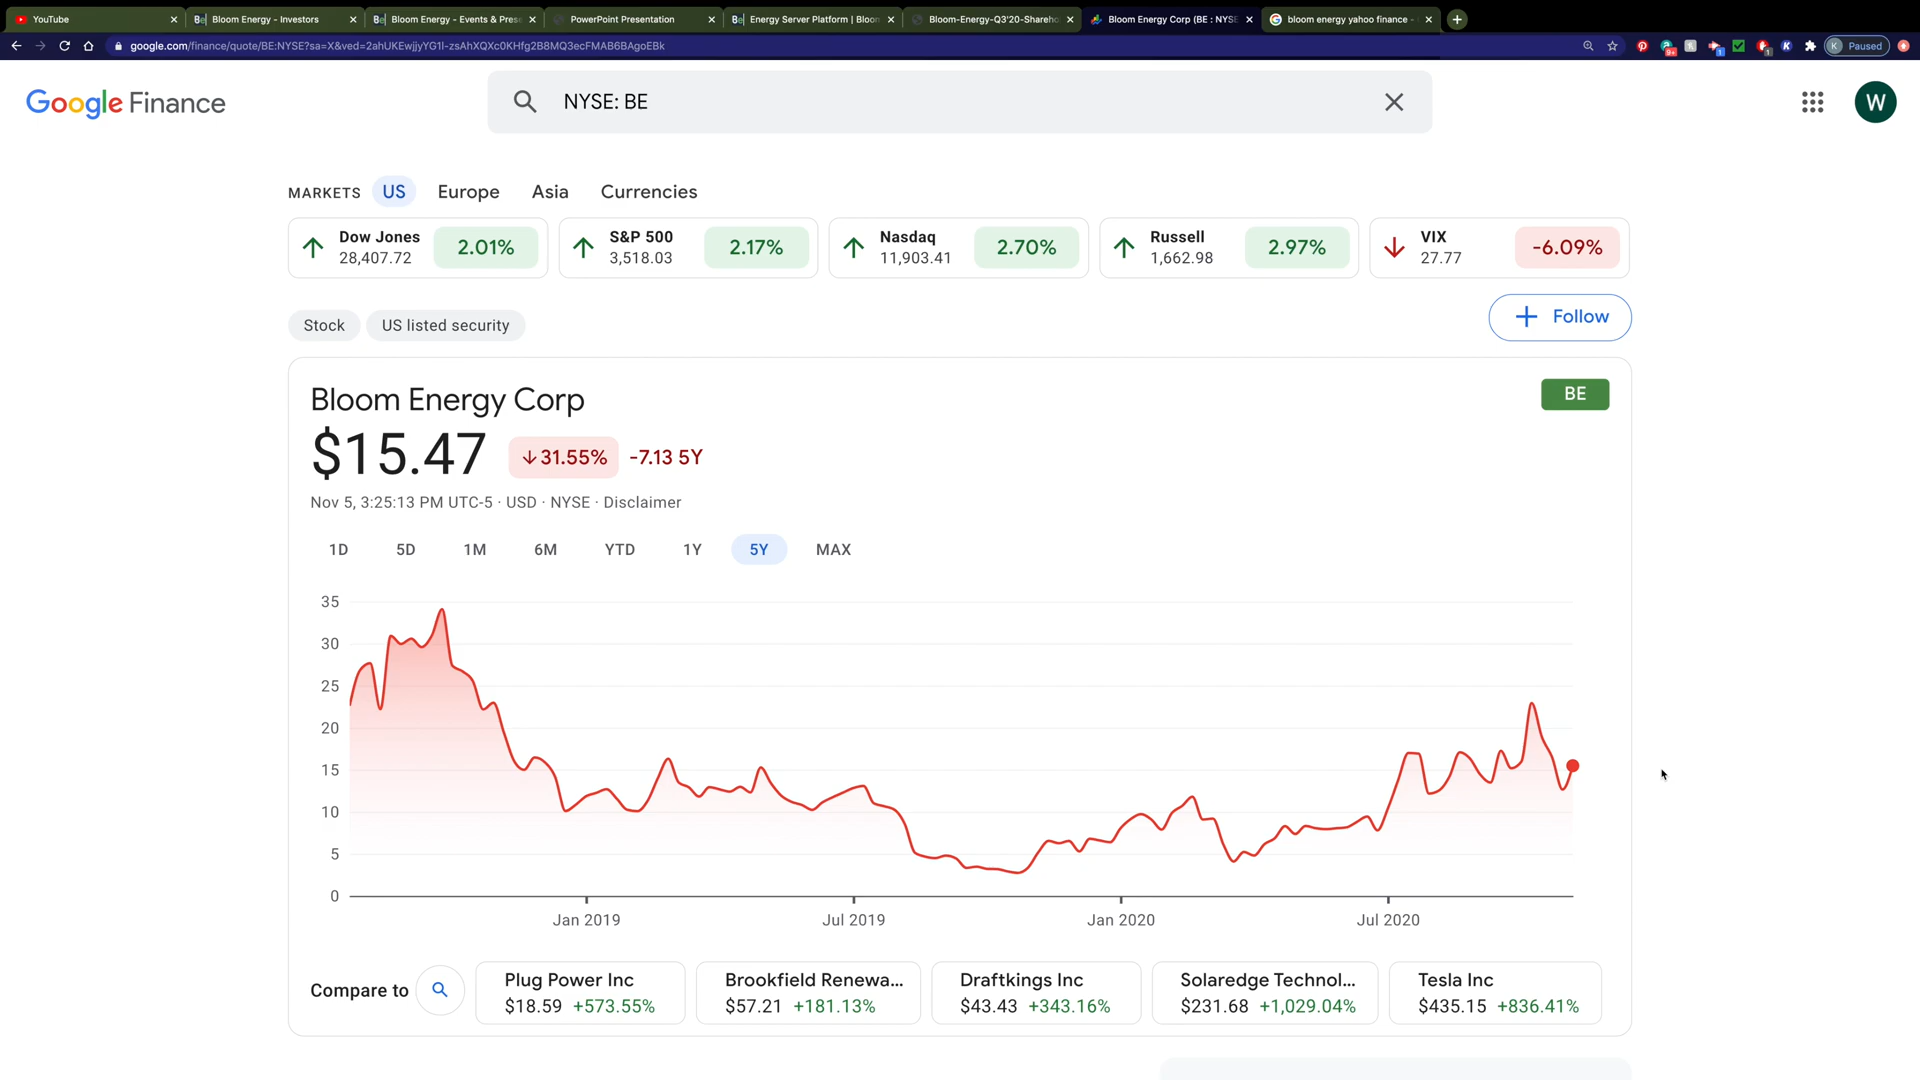 YouTube
Be Bloom Energy - Investors
Be Bloom Energy - Events & Prese
PowerPoint Presentation
Be Energy Server Platform | Bloom
Bloom-Energy-Q3'20-Shareho
Bloom Energy Corp (BE : NYSE
bloom energy yahoo finance -
google.com/finance/quote/BE:NYSE?sa=X&ved=2ahUKEwjjyYG1l-zsAhXQXc0KHfg2B8MQ3ecFMAB6BAgoEBk
K Paused
Google Finance
NYSE: BE
W
MARKETS US Europe Asia Currencies
Dow Jones
28,407.72
2.01%
S&P 500
3,518.03
2.17%
Nasdaq
11,903.41
2.70%
Russell
1,662.98
2.97%
VIX
27.77
-6.09%
Stock US listed security
+ Follow
Bloom Energy Corp
BE
$15.47 ↓31.55% -7.13 5Y
Nov 5, 3:25:13 PM UTC-5 · USD · NYSE · Disclaimer
1D 5D 1M 6M YTD 1Y 5Y MAX
35
30
25
20
15
10
5
0
Jan 2019 Jul 2019 Jan 2020 Jul 2020
Compare to
Plug Power Inc
$18.59 +573.55%
Brookfield Renewa...
$57.21 +181.13%
Draftkings Inc
$43.43 +343.16%
Solaredge Technol...
$231.68 +1,029.04%
Tesla Inc
$435.15 +836.41%